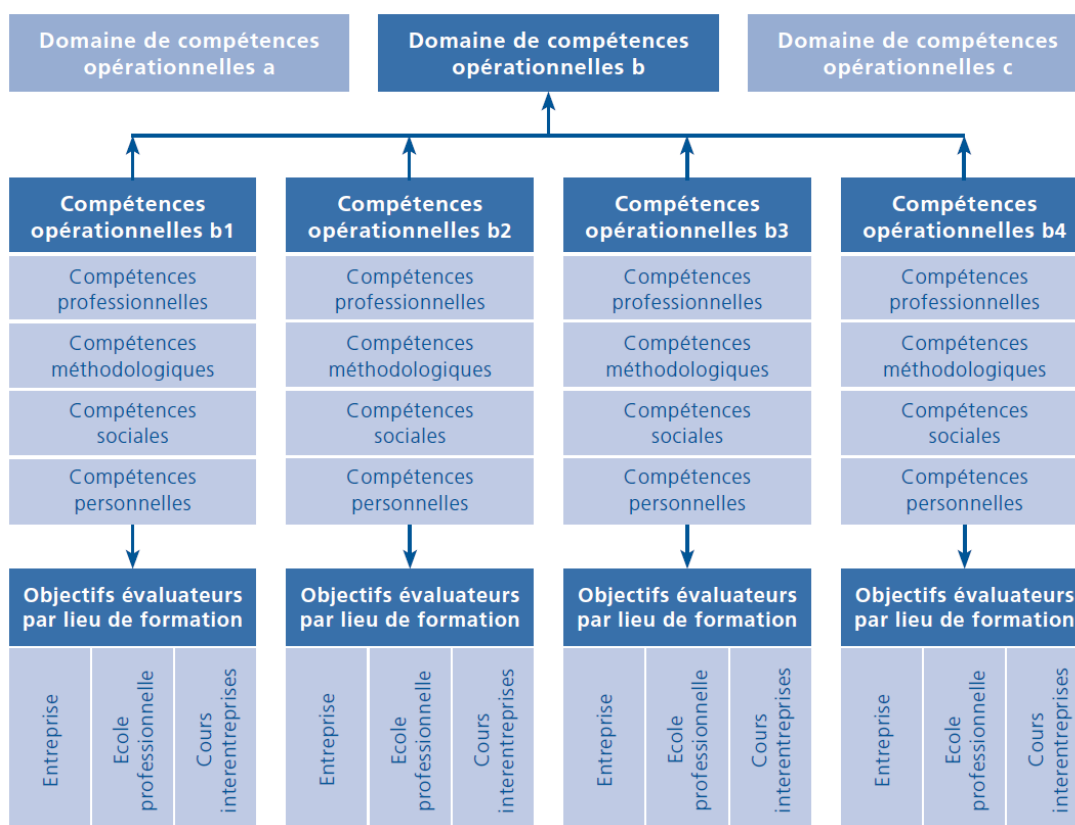 Domaine de compétences
opérationnelles a
Domaine de compétences
opérationnelles b
Domaine de compétences
opérationnelles c
Compétences
opérationnelles b1
Compétences
opérationnelles b2
Compétences
opérationnelles b3
Compétences
opérationnelles b4
Compétences
professionnelles
Compétences
professionnelles
Compétences
professionnelles
Compétences
professionnelles
Compétences
méthodologiques
Compétences
méthodologiques
Compétences
méthodologiques
Compétences
méthodologiques
Compétences
sociales
Compétences
sociales
Compétences
sociales
Compétences
sociales
Compétences
personnelles
Compétences
personnelles
Compétences
personnelles
Compétences
personnelles
Objectifs évaluateurs
par lieu de formation
Objectifs évaluateurs
par lieu de formation
Objectifs évaluateurs
par lieu de formation
Objectifs évaluateurs
par lieu de formation
Entreprise
Ecole
professionnelle
Cours
interentreprises
Entreprise
Ecole
professionnelle
Cours
interentreprises
Entreprise
Ecole
professionnelle
Cours
interentreprises
Entreprise
Ecole
professionnelle
Cours
interentreprises